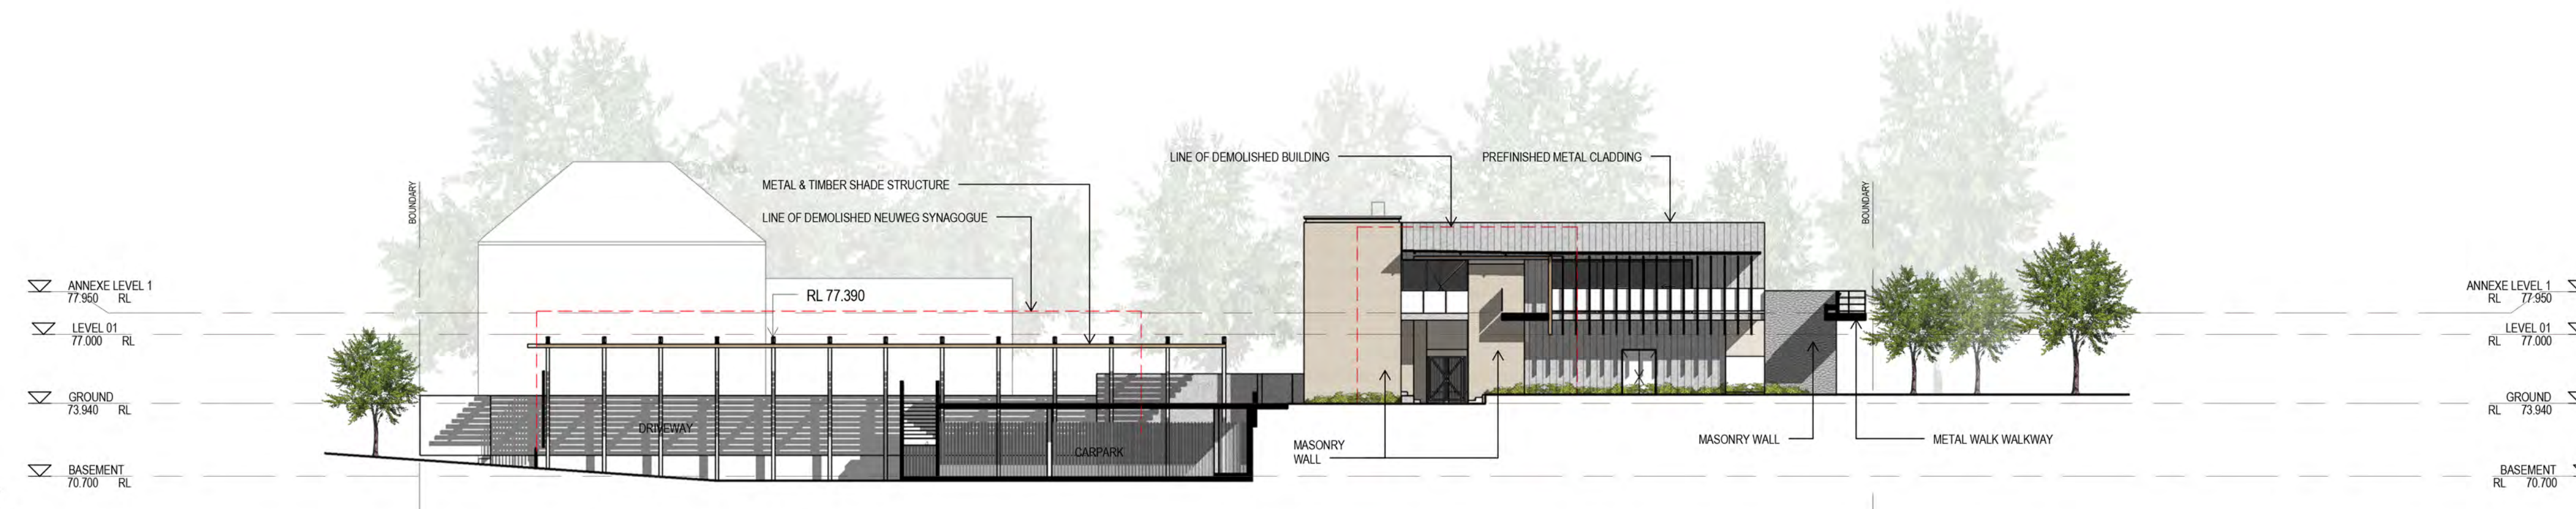 LINE OF DEMOLISHED BUILDING
PREFINISHED METAL CLADDING
METAL & TIMBER SHADE STRUCTURE
LINE OF DEMOLISHED NEUWEG SYNAGOGUE
BOUNDARY
BOUNDARY
RL 77.390
ANNEXE LEVEL 1
77.950 RL
LEVEL 01
77.000 RL
GROUND
73.940 RL
BASEMENT
70.700 RL
DRIVEWAY
CARPARK
MASONRY
WALL
MASONRY WALL
METAL WALK WALKWAY
ANNEXE LEVEL 1
RL 77.950
LEVEL 01
RL 77.000
GROUND
RL 73.940
BASEMENT
RL 70.700